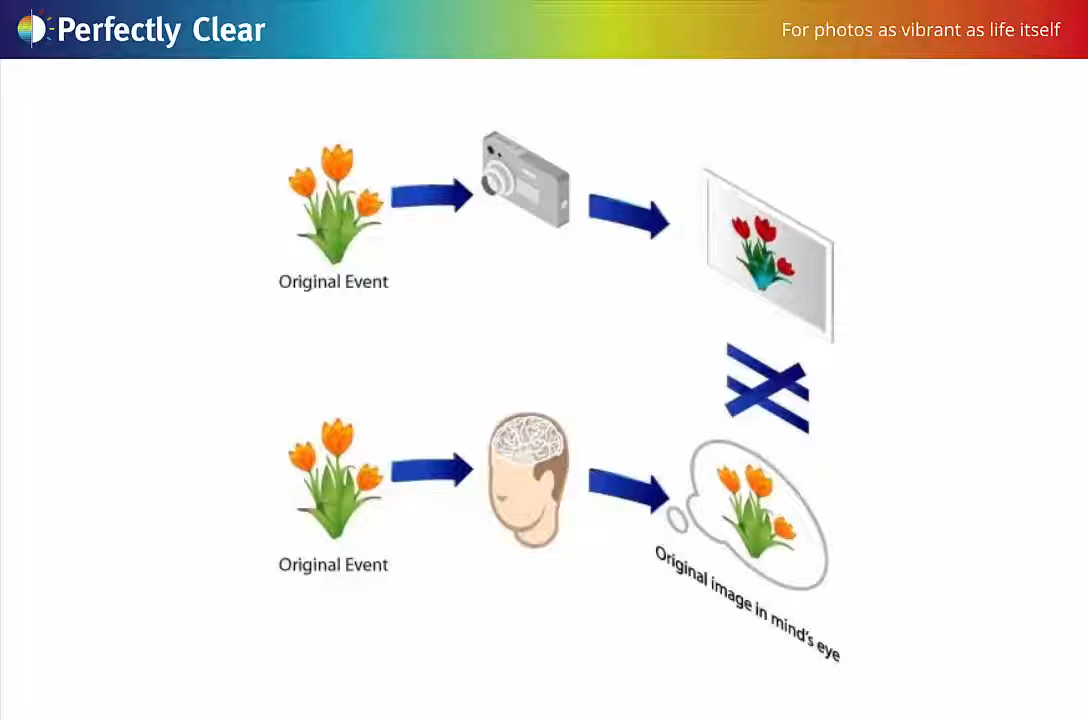 Perfectly Clear
For photos as vibrant as life itself
Original Event
Original Event
Original image in mind's eye